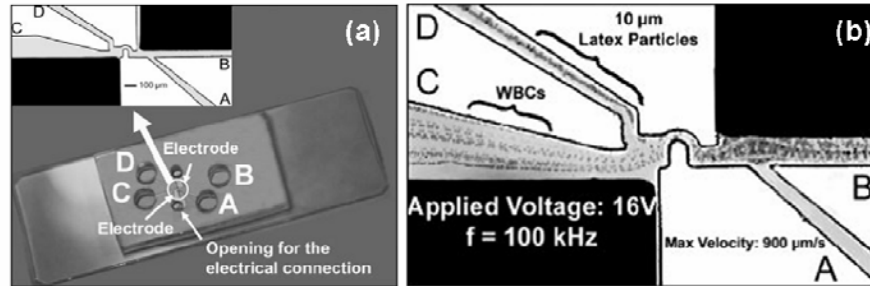 D
C
(a)
B
100 µm
A
Electrode
D
C
B
A
Electrode
Opening for the
electrical connection
D
10 µm
Latex Particles
(b)
C
WBCs
B
Applied Voltage: 16V
f = 100 kHz
Max Velocity: 900 µm/s
A